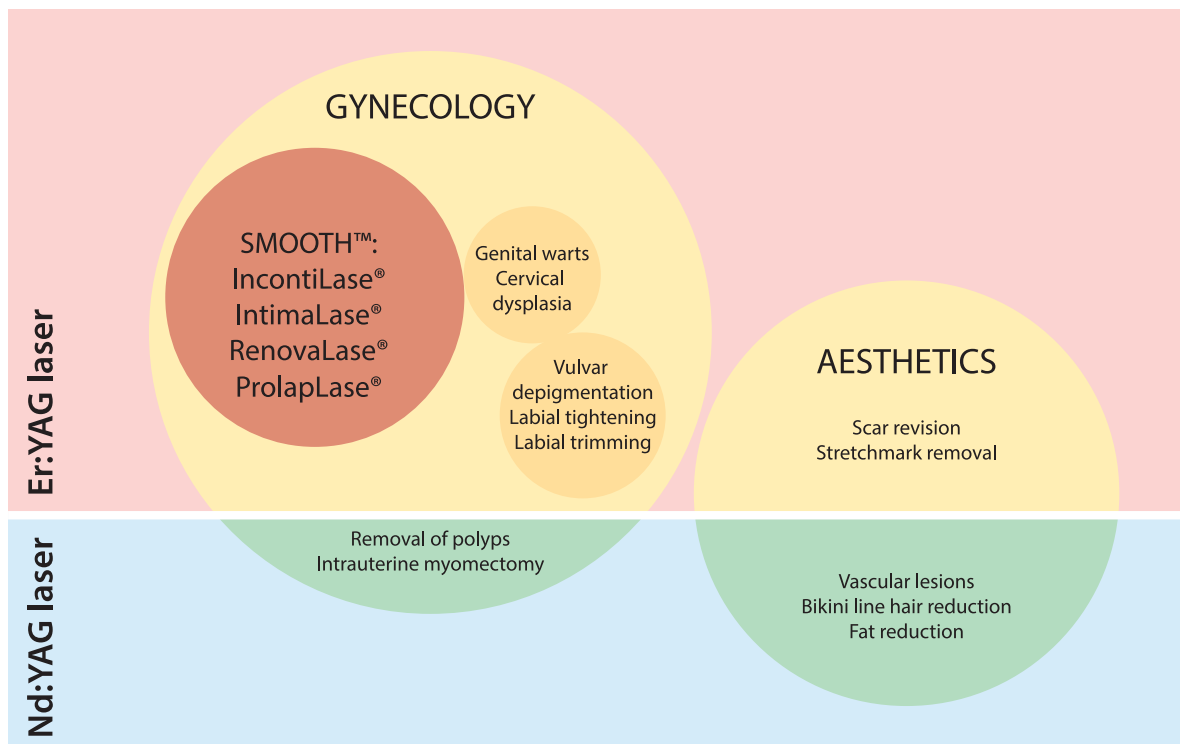 GYNECOLOGY
SMOOTH™:
IncontiLase®
IntimaLase®
RenovaLase®
ProlapLase®
Genital warts
Cervical
dysplasia
Vulvar
depigmentation
Labial tightening
Labial trimming
AESTHETICS
Scar revision
Stretchmark removal
Er:YAG laser
Removal of polyps
Intrauterine myomectomy
Vascular lesions
Bikini line hair reduction
Fat reduction
Nd:YAG laser